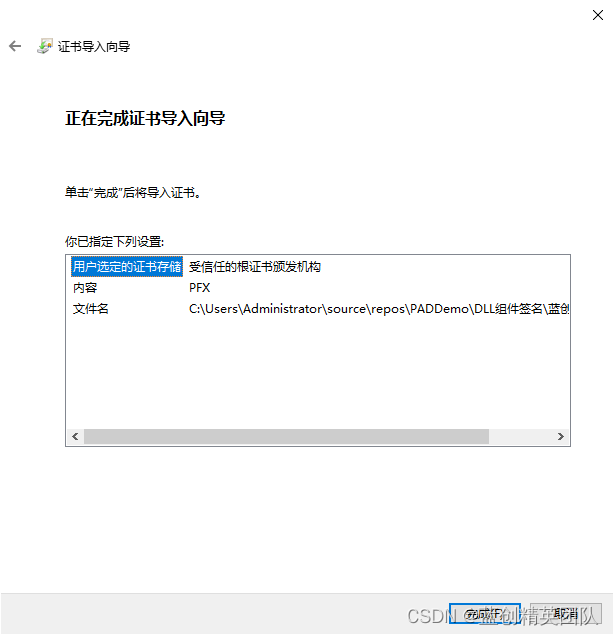 证书导入向导
正在完成证书导入向导
单击“完成”后将导入证书。
你已指定下列设置:
用户选定的证书存储 受信任的根证书颁发机构
内容 PFX
文件名 C:\Users\Administrator\source\repos\PADDemo\DLL组件签名\蓝创
完成(F) 取消
CSDN @蓝创精英团队